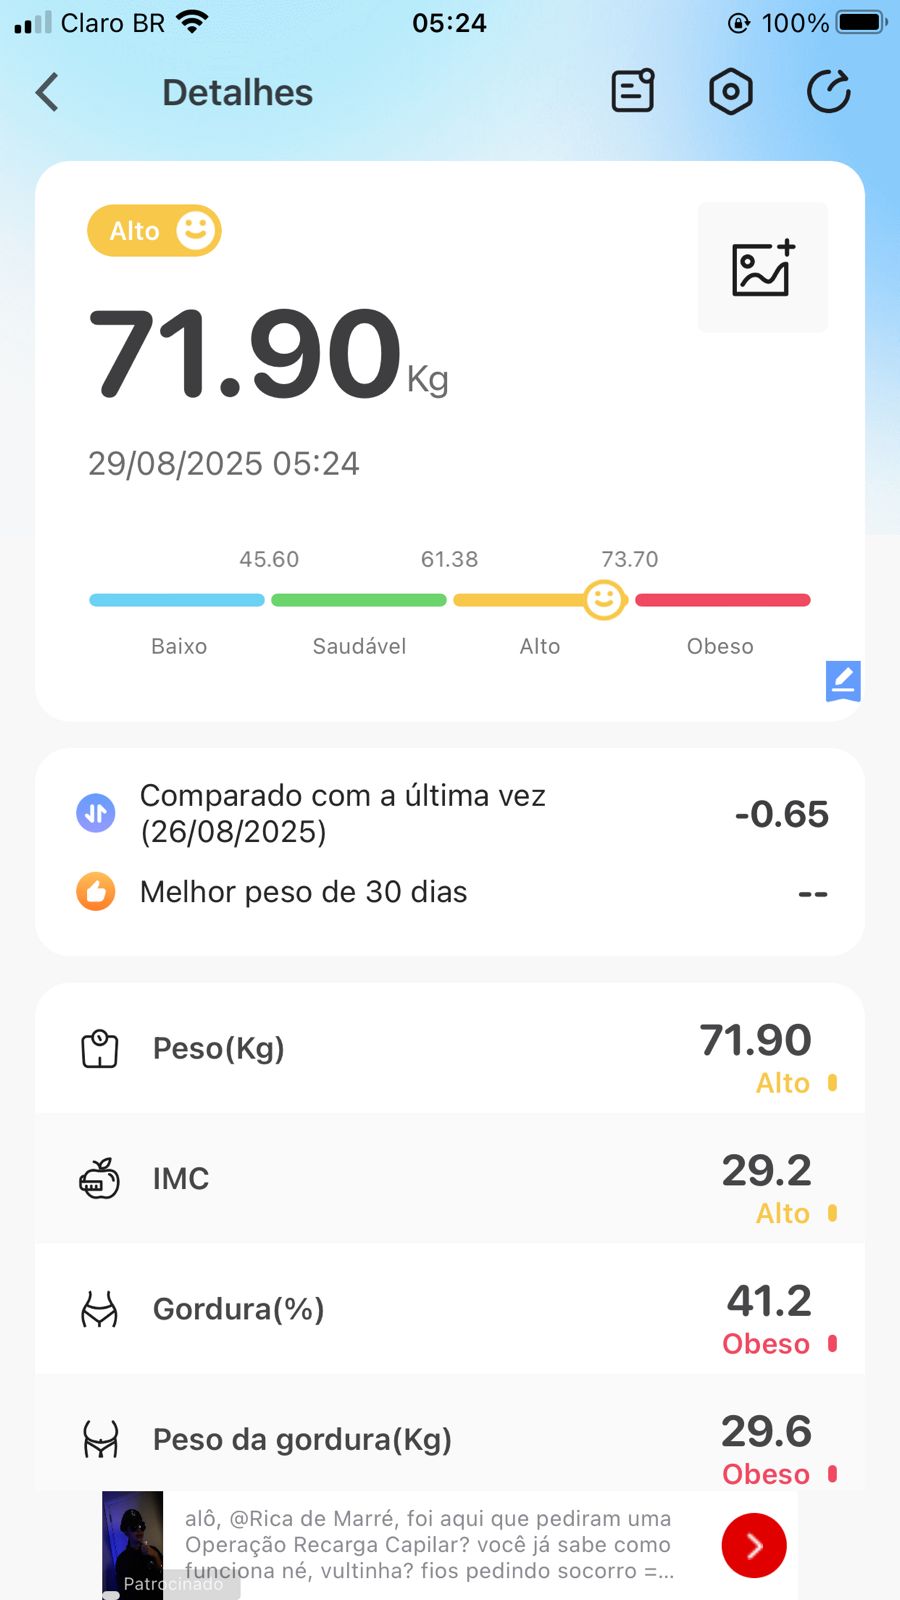 Claro BR
05:24
100%
Detalhes
Alto
71.90 Kg
29/08/2025 05:24
45.60 61.38 73.70
Baixo Saudável Alto Obeso
Comparado com a última vez
(26/08/2025)
-0.65
Melhor peso de 30 dias
--
Peso(Kg)
71.90
Alto
IMC
29.2
Alto
Gordura(%)
41.2
Obeso
Peso da gordura(Kg)
29.6
Obeso
alô, @Rica de Marré, foi aqui que pediram uma
Operação Recarga Capilar? você já sabe como
funciona né, vultinha? fios pedindo socorro =...
Patrocinado